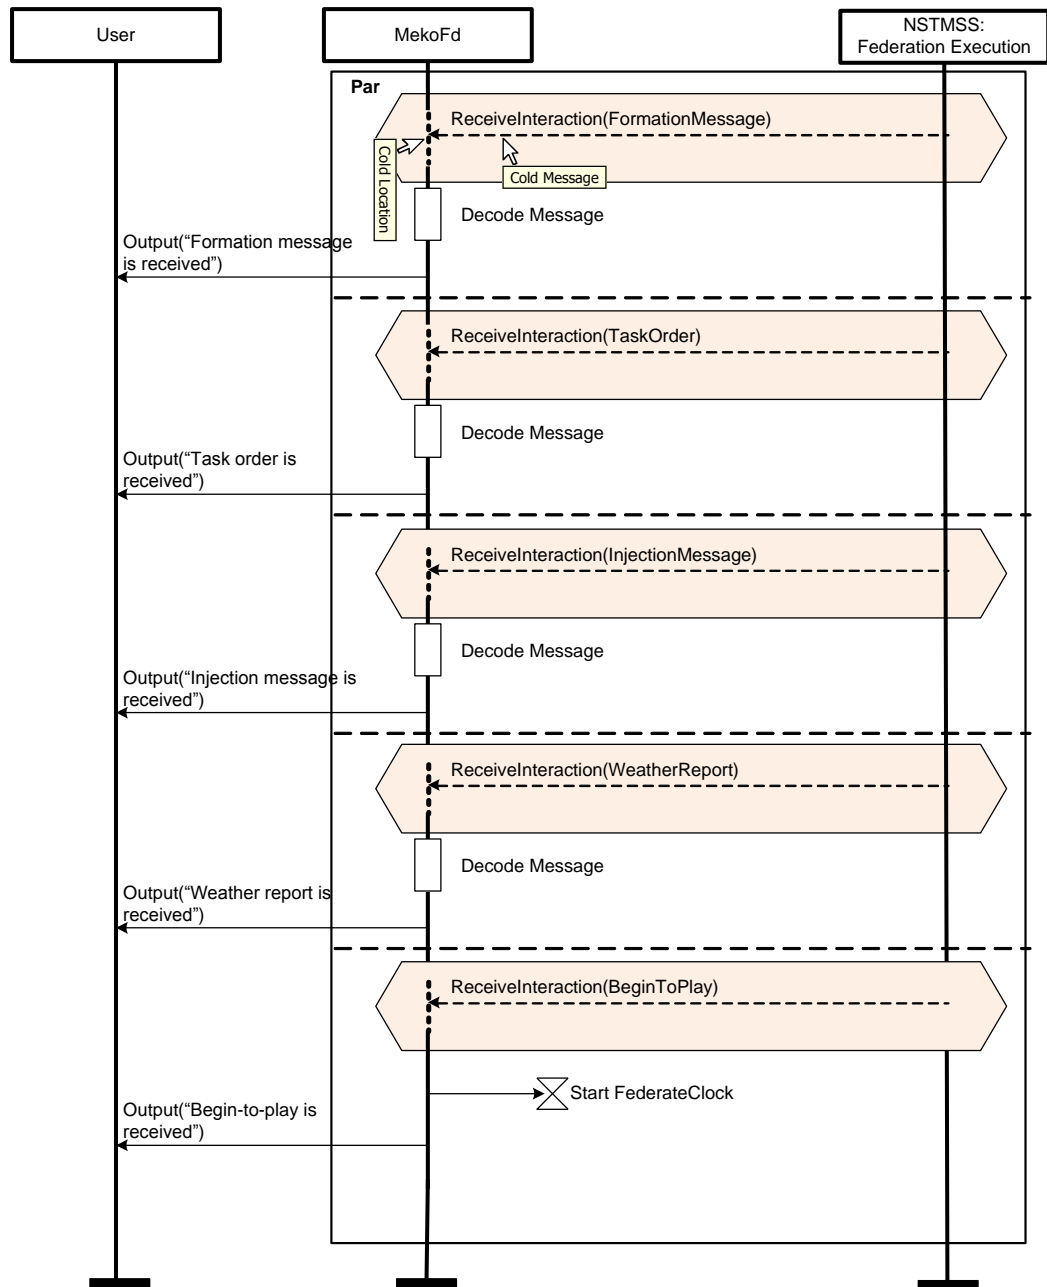 User
MekoFd
NSTMSS:
Federation Execution
Par
ReceiveInteraction(FormationMessage)
Cold Location
Cold Message
Decode Message
Output(“Formation message
is received”)
ReceiveInteraction(TaskOrder)
Decode Message
Output(“Task order is
received”)
ReceiveInteraction(InjectionMessage)
Decode Message
Output(“Injection message is
received”)
ReceiveInteraction(WeatherReport)
Decode Message
Output(“Weather report is
received”)
ReceiveInteraction(BeginToPlay)
Start FederateClock
Output(“Begin-to-play is
received”)